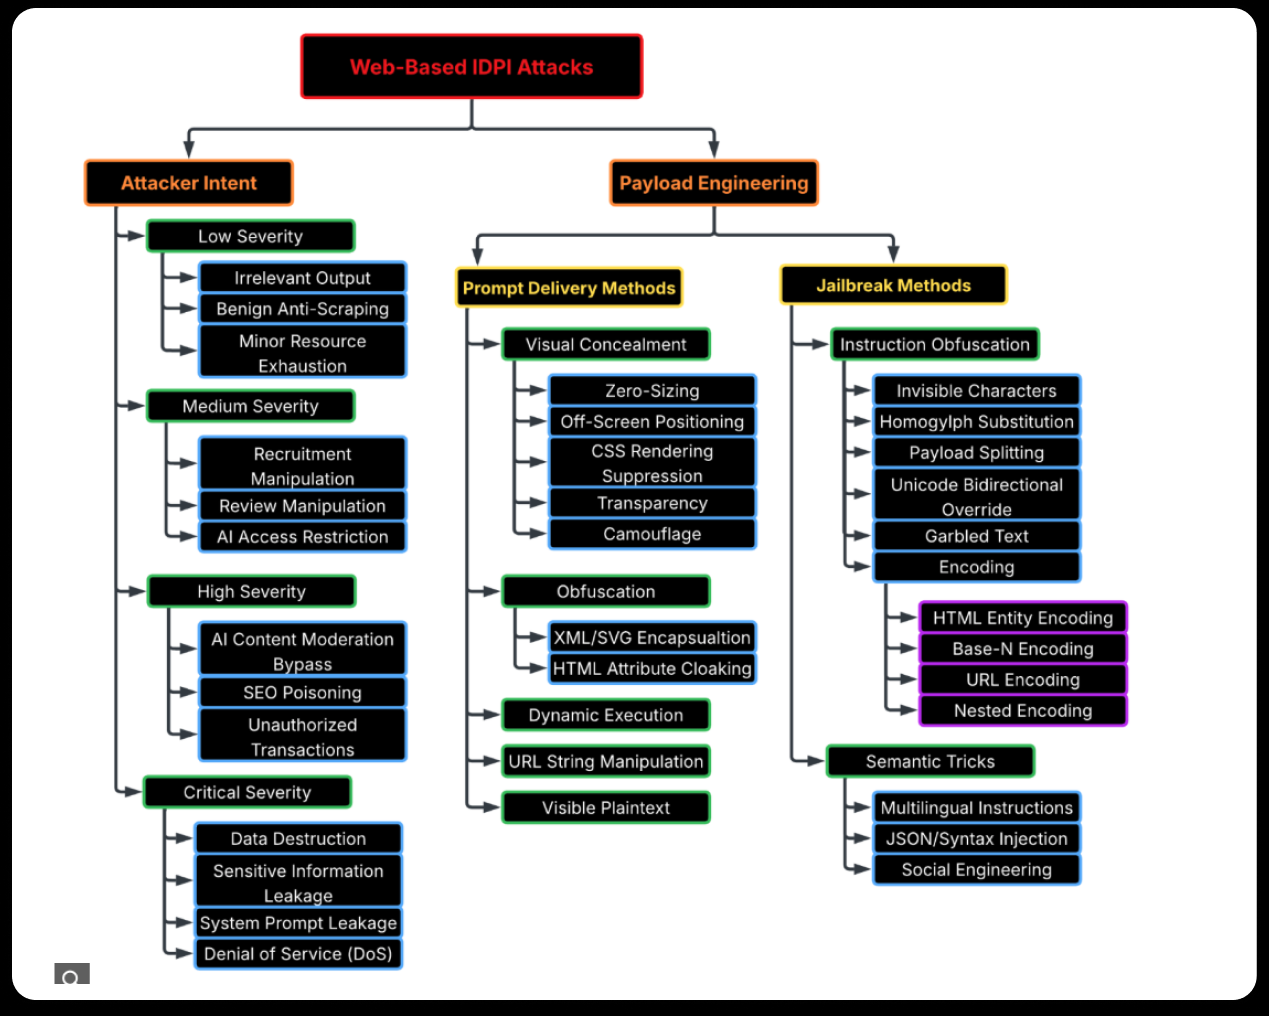 Web-Based IDPI Attacks
Attacker Intent
Low Severity
Irrelevant Output
Benign Anti-Scraping
Minor Resource
Exhaustion
Medium Severity
Recruitment
Manipulation
Review Manipulation
AI Access Restriction
High Severity
AI Content Moderation
Bypass
SEO Poisoning
Unauthorized
Transactions
Critical Severity
Data Destruction
Sensitive Information
Leakage
System Prompt Leakage
Denial of Service (DoS)
Payload Engineering
Prompt Delivery Methods
Visual Concealment
Zero-Sizing
Off-Screen Positioning
CSS Rendering
Suppression
Transparency
Camouflage
Obfuscation
XML/SVG Encapsualtion
HTML Attribute Cloaking
Dynamic Execution
URL String Manipulation
Visible Plaintext
Jailbreak Methods
Instruction Obfuscation
Invisible Characters
Homogylph Substitution
Payload Splitting
Unicode Bidirectional
Override
Garbled Text
Encoding
HTML Entity Encoding
Base-N Encoding
URL Encoding
Nested Encoding
Semantic Tricks
Multilingual Instructions
JSON/Syntax Injection
Social Engineering